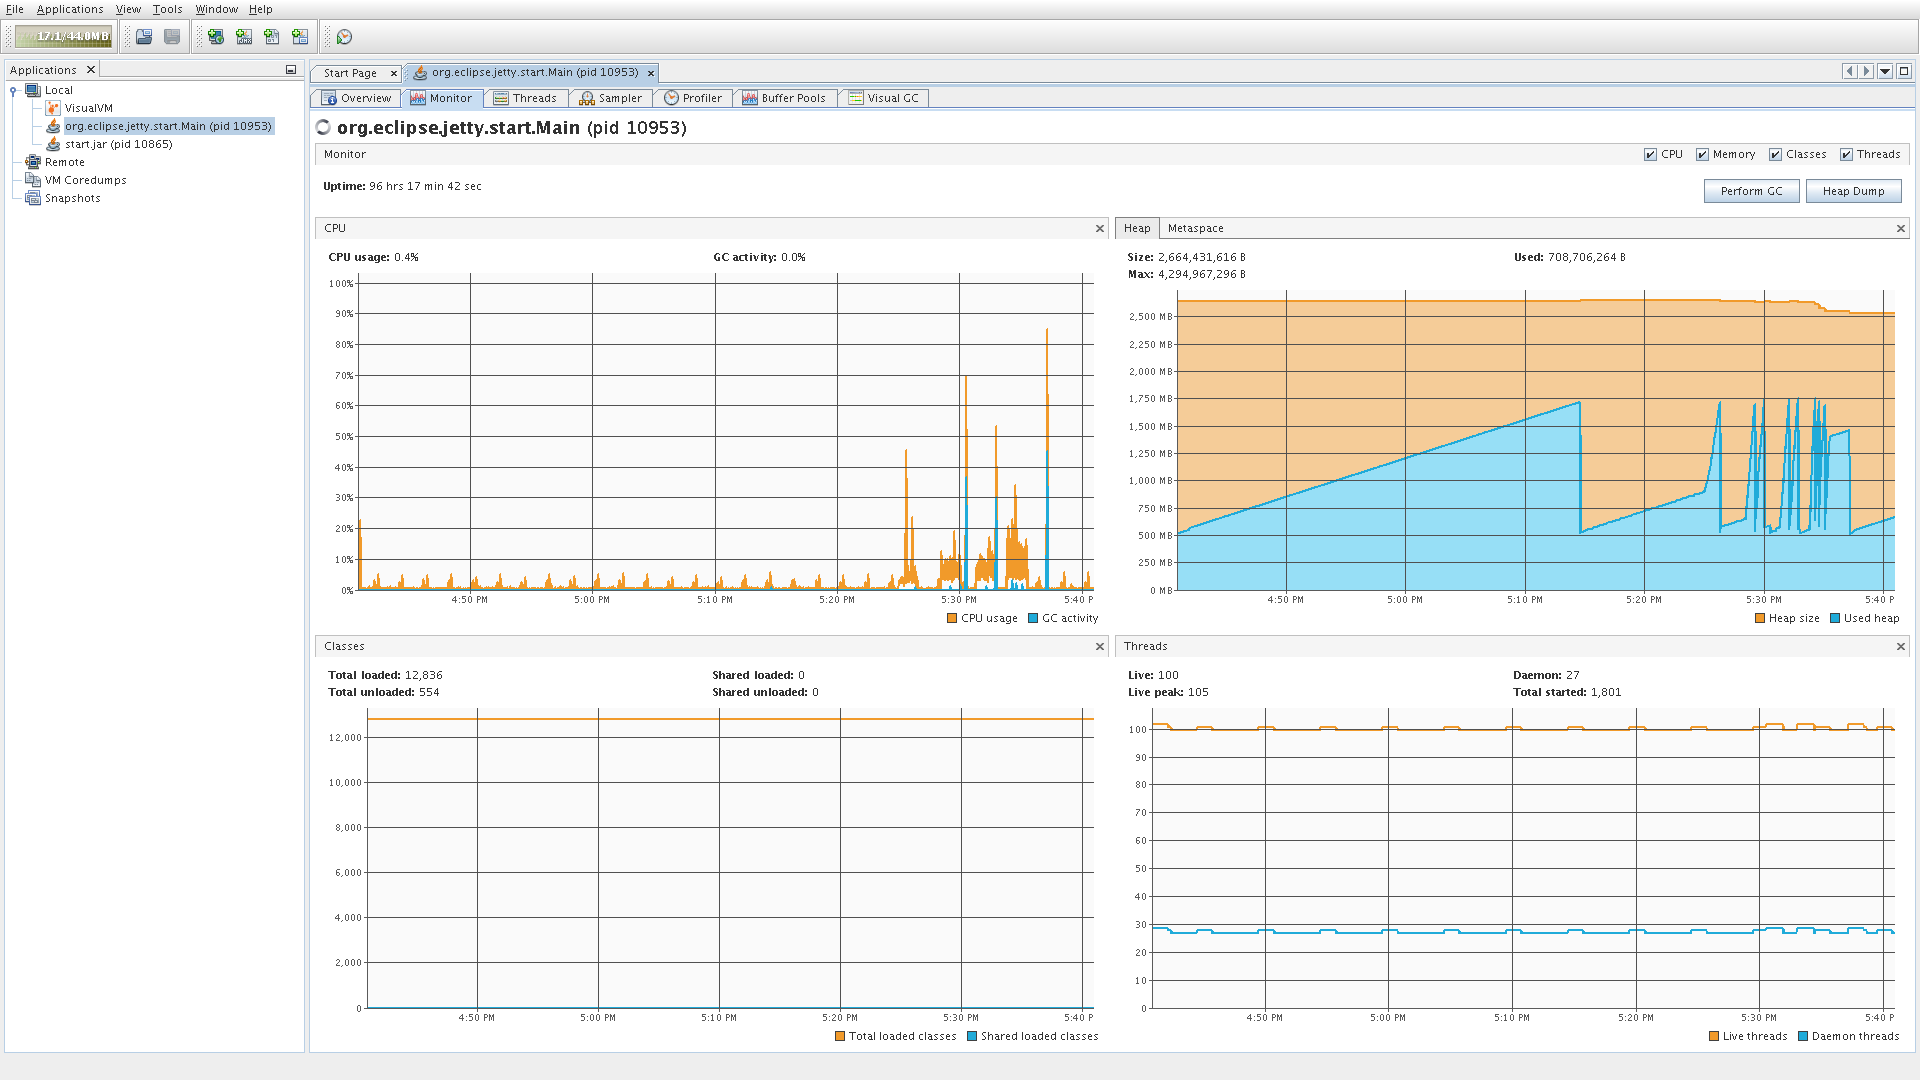 File Applications View Tools Window Help
17.1/44.0MB
Applications
Local
VisualVM
org.eclipse.jetty.start.Main (pid 10953)
start.jar (pid 10865)
Remote
VM Coredumps
Snapshots
Start Page org.eclipse.jetty.start.Main (pid 10953)
Overview Monitor Threads Sampler Profiler Buffer Pools Visual GC
org.eclipse.jetty.start.Main (pid 10953)
Monitor CPU Memory Classes Threads
Uptime: 96 hrs 17 min 42 sec
Perform GC Heap Dump
CPU
CPU usage: 0.4% GC activity: 0.0%
100%
90%
80%
70%
60%
50%
40%
30%
20%
10%
0%
4:50 PM 5:00 PM 5:10 PM 5:20 PM 5:30 PM 5:40 P
CPU usage GC activity
Heap Metaspace
Size: 2,664,431,616 B Used: 708,706,264 B
Max: 4,294,967,296 B
2,500 MB
2,250 MB
2,000 MB
1,750 MB
1,500 MB
1,250 MB
1,000 MB
750 MB
500 MB
250 MB
0 MB
4:50 PM 5:00 PM 5:10 PM 5:20 PM 5:30 PM 5:40 P
Heap size Used heap
Classes
Total loaded: 12,836 Shared loaded: 0
Total unloaded: 554 Shared unloaded: 0
12,000
10,000
8,000
6,000
4,000
2,000
0
4:50 PM 5:00 PM 5:10 PM 5:20 PM 5:30 PM 5:40 P
Total loaded classes Shared loaded classes
Threads
Live: 100 Daemon: 27
Live peak: 105 Total started: 1,801
100
90
80
70
60
50
40
30
20
10
0
4:50 PM 5:00 PM 5:10 PM 5:20 PM 5:30 PM 5:40 P
Live threads Daemon threads